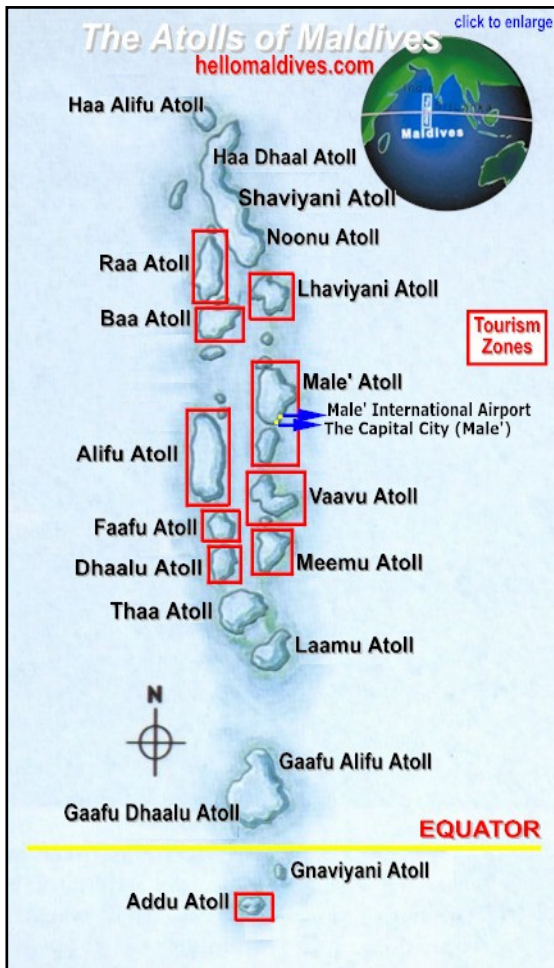 click to enlarge
The Atolls of Maldives
hellomaldives.com
Maldives
Haa Alifu Atoll
Haa Dhaal Atoll
Shaviyani Atoll
Noonu Atoll
Raa Atoll
Lhaviyani Atoll
Baa Atoll
Tourism
Zones
Male' Atoll
Male' International Airport
The Capital City (Male')
Alifu Atoll
Vaavu Atoll
Faafu Atoll
Dhaalu Atoll
Meemu Atoll
Thaa Atoll
Laamu Atoll
N
Gaafu Alifu Atoll
Gaafu Dhaalu Atoll
EQUATOR
Gnaviyani Atoll
Addu Atoll